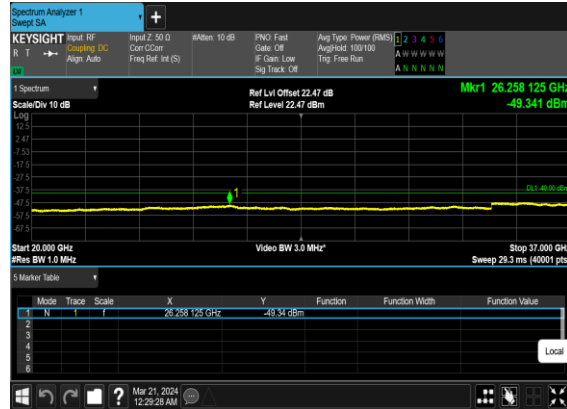 Spectrum Analyzer 1
Swept SA
+
KEYSIGHT Input: RF Input Z: 50 Ω #Atten: 10 dB PNO: Fast Avg Type: Power (RMS) 1 2 3 4 5 6
R T Coupling: DC Corr CCorr Gate: Off Avg|Hold: 100/100 A W W W W W
Align: Auto Freq Ref: Int (S) IF Gain: Low Trig: Free Run
Sig Track: Off A N N N N N
1 Spectrum Ref Lvl Offset 22.47 dB Mkr1 26.258 125 GHz
Scale/Div 10 dB Ref Level 22.47 dBm -49.341 dBm
Log
12.5
2.47
-7.53
-17.5
-27.5
-37.5 1 DL1 -40.00 dBm
-47.5
-57.5
-67.5
Start 20.000 GHz Video BW 3.0 MHz* Stop 37.000 GHz
#Res BW 1.0 MHz Sweep 29.3 ms (40001 pts)
5 Marker Table
Mode Trace Scale X Y Function Function Width Function Value
1 N 1 f 26.258 125 GHz -49.34 dBm
2
3
4
5
6
Local
? Mar 21, 2024
12:29:28 AM